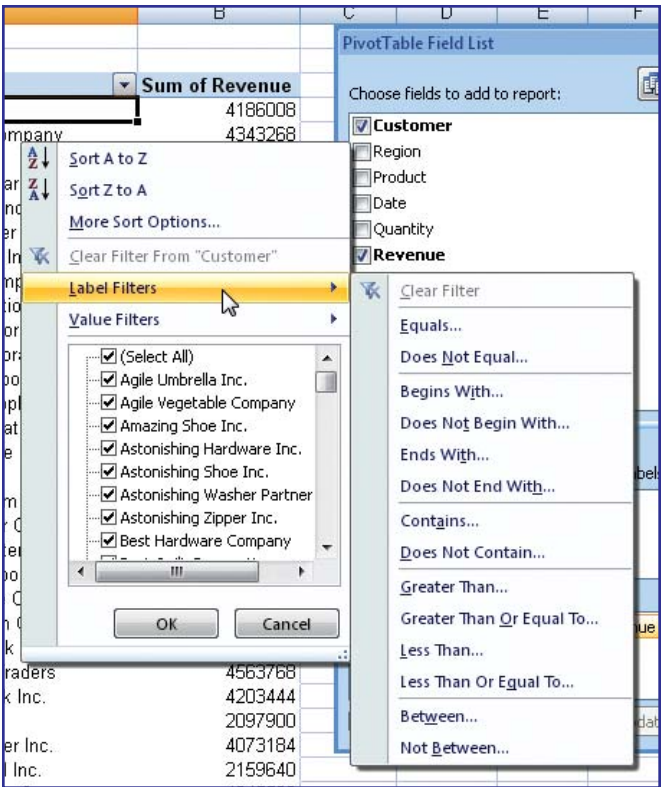 B C D E F
PivotTable Field List
Sum of Revenue
Choose fields to add to report:
4186008
Customer
4343268
Sort A to Z
Region
Sort Z to A
Product
Date
More Sort Options...
Quantity
Clear Filter From "Customer"
Revenue
Label Filters
Clear Filter
Value Filters
Equals...
(Select All)
Does Not Equal...
Agile Umbrella Inc.
Agile Vegetable Company
Begins With...
Amazing Shoe Inc.
Does Not Begin With...
Astonishing Hardware Inc.
Ends With...
Astonishing Shoe Inc.
Astonishing Washer Partner
Does Not End With...
Astonishing Zipper Inc.
Contains...
Best Hardware Company
Does Not Contain...
Greater Than...
OK Cancel
Greater Than Or Equal To...
Less Than...
raders 4563768
Less Than Or Equal To...
k Inc. 4203444
2097900
Between...
er Inc. 4073184
Not Between...
l Inc. 2159640